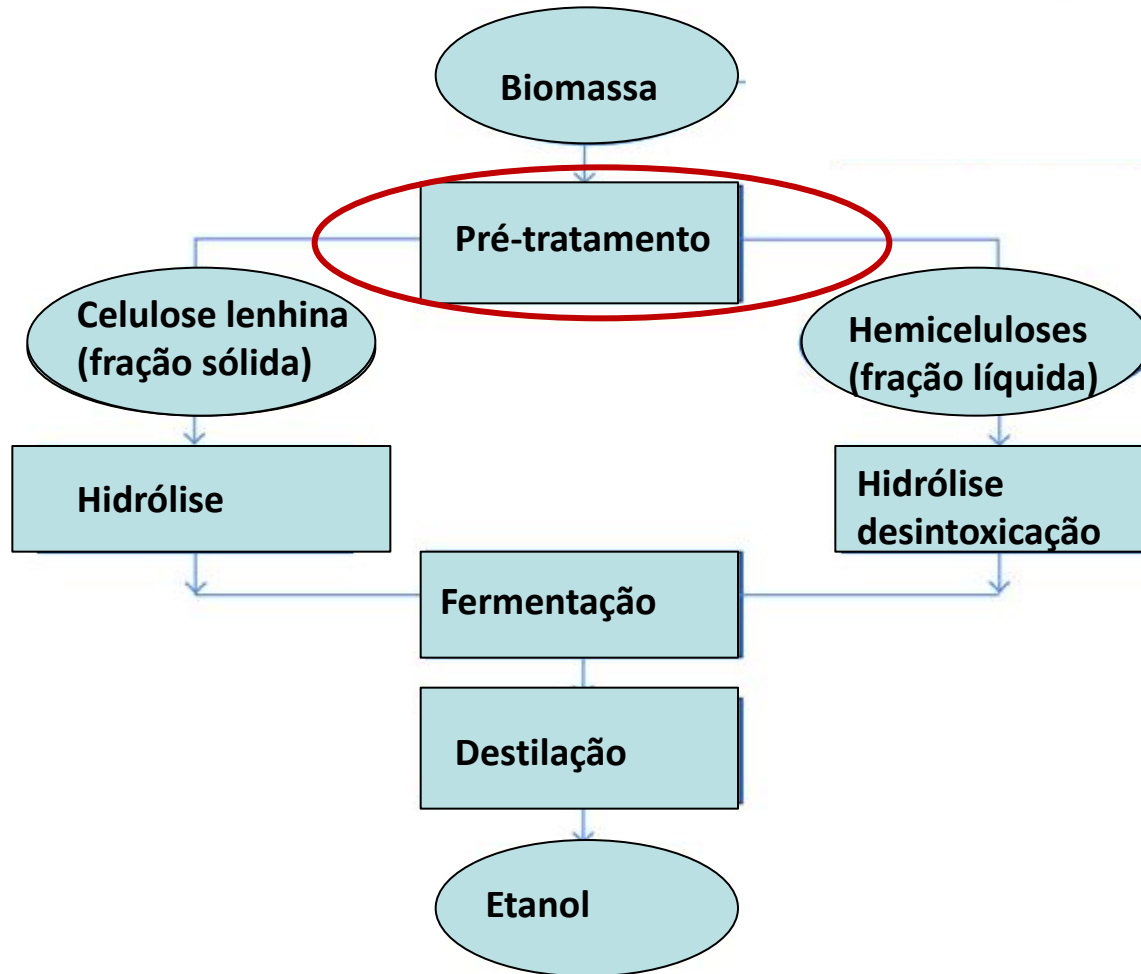 Biomassa
Pré-tratamento
Celulose lenhina
(fração sólida)
Hemiceluloses
(fração líquida)
Hidrólise
Hidrólise
desintoxicação
Fermentação
Destilação
Etanol